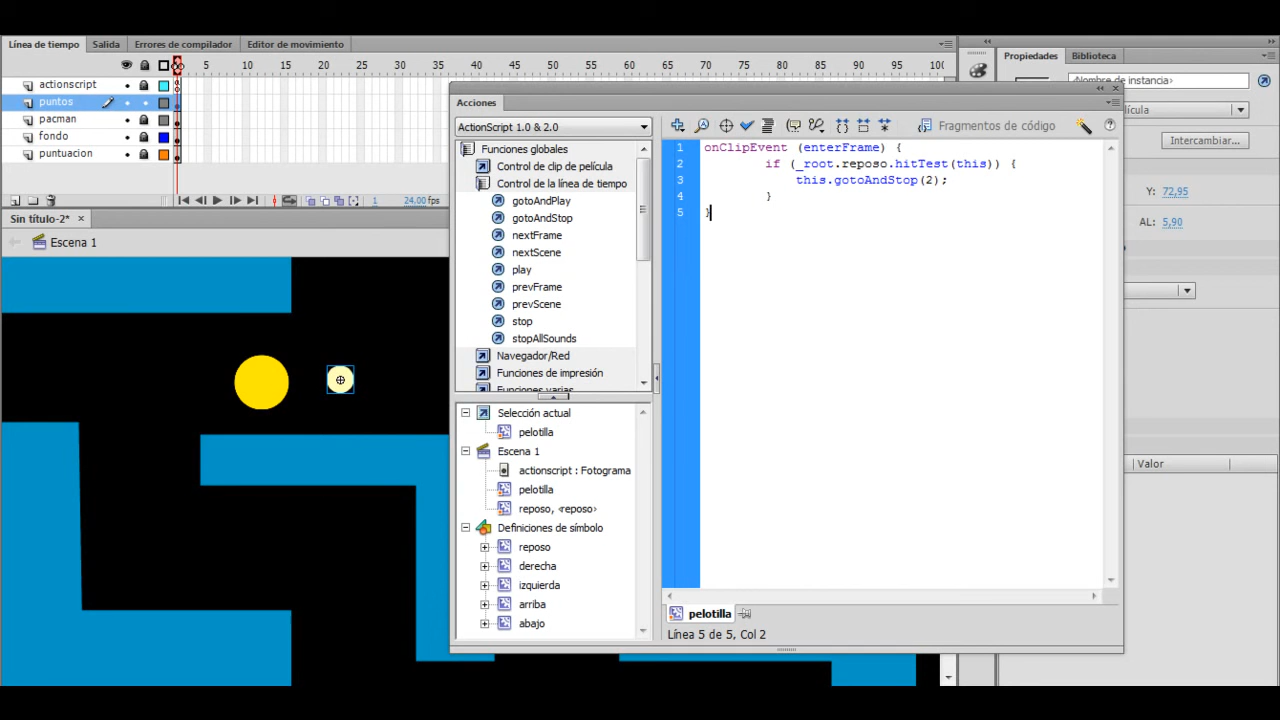 Línea de tiempo Salida Errores de compilador Editor de movimiento
5 10 15 20 25 30 35 40 45 50 55 60 65 70 75 80 85 90 95 100
actionscript
puntos
pacman
fondo
puntuacion
1 24,00 fps
Sin título-2*
Escena 1
Acciones
ActionScript 1.0 & 2.0
Funciones globales
Control de clip de película
Control de la línea de tiempo
gotoAndPlay
gotoAndStop
nextFrame
nextScene
play
prevFrame
prevScene
stop
stopAllSounds
Navegador/Red
Funciones de impresión
Funciones varias
Selección actual
pelotilla
Escena 1
actionscript : Fotograma
pelotilla
reposo, <reposo>
Definiciones de símbolo
reposo
derecha
izquierda
arriba
abajo
Fragmentos de código
1 onClipEvent (enterFrame) {
2 if (_root.reposo.hitTest(this)) {
3 this.gotoAndStop(2);
4 }
5 }
pelotilla
Línea 5 de 5, Col 2
Propiedades Biblioteca
<Nombre de instancia>
Intercambiar...
Y: 72,95
AL: 5,90
Valor